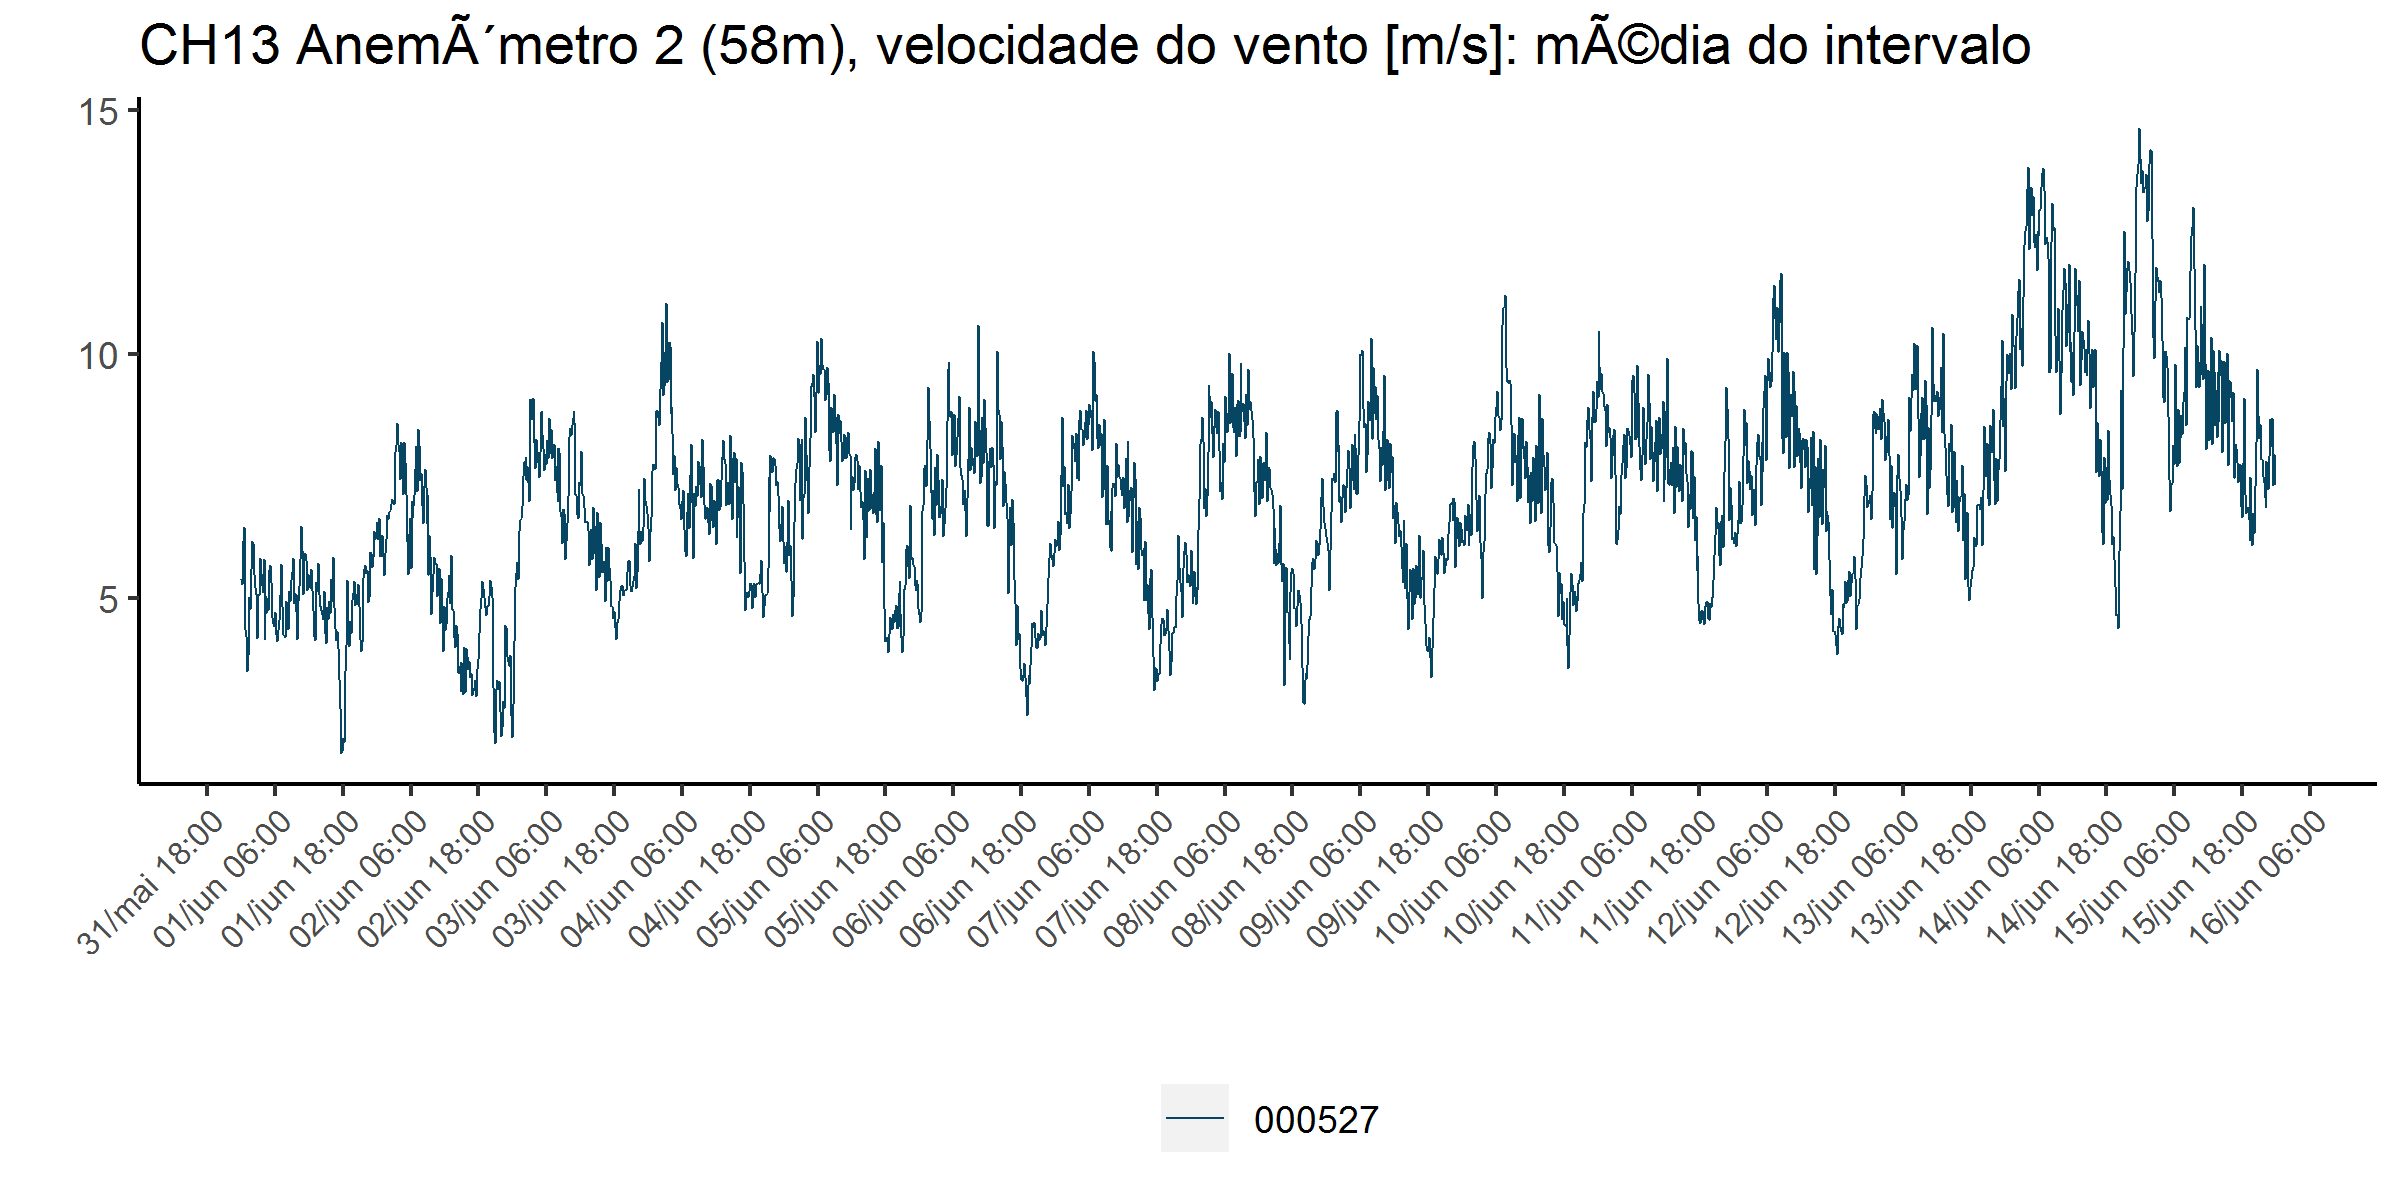 CH13 AnemÃ´metro 2 (58m), velocidade do vento [m/s]: mÃ©dia do intervalo
15
10
5
31/mai 18:00
01/jun 06:00
01/jun 18:00
02/jun 06:00
02/jun 18:00
03/jun 06:00
03/jun 18:00
04/jun 06:00
04/jun 18:00
05/jun 06:00
05/jun 18:00
06/jun 06:00
06/jun 18:00
07/jun 06:00
07/jun 18:00
08/jun 06:00
08/jun 18:00
09/jun 06:00
09/jun 18:00
10/jun 06:00
10/jun 18:00
11/jun 06:00
11/jun 18:00
12/jun 06:00
12/jun 18:00
13/jun 06:00
13/jun 18:00
14/jun 06:00
14/jun 18:00
15/jun 06:00
15/jun 18:00
16/jun 06:00
000527